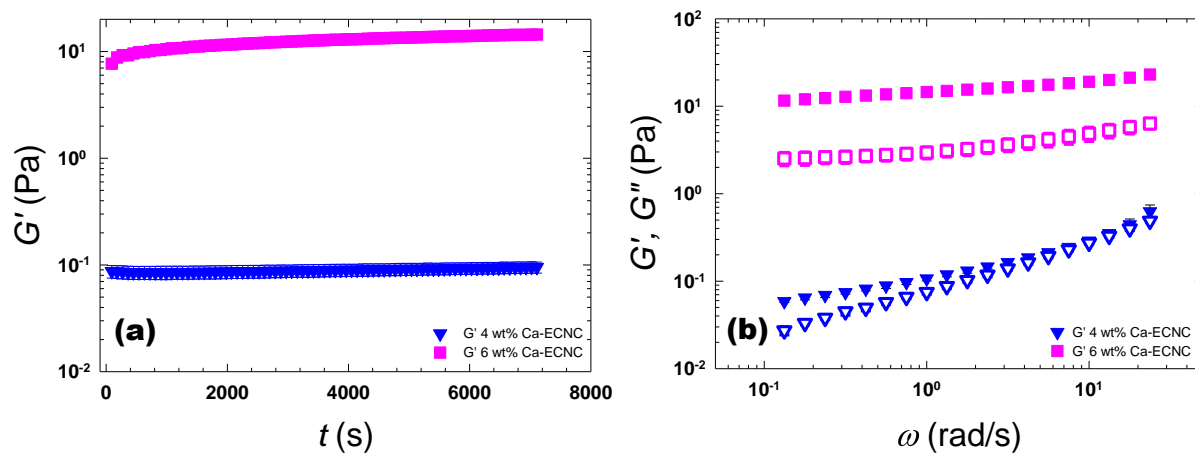 10²
10¹
10⁰
10⁻¹
10⁻²
G' (Pa)
(a)
G' 4 wt% Ca-ECNC
G' 6 wt% Ca-ECNC
0 2000 4000 6000 8000
t (s)
10²
10¹
10⁰
10⁻¹
10⁻²
G', G" (Pa)
(b)
G' 4 wt% Ca-ECNC
G' 6 wt% Ca-ECNC
10⁻¹ 10⁰ 10¹
ω (rad/s)